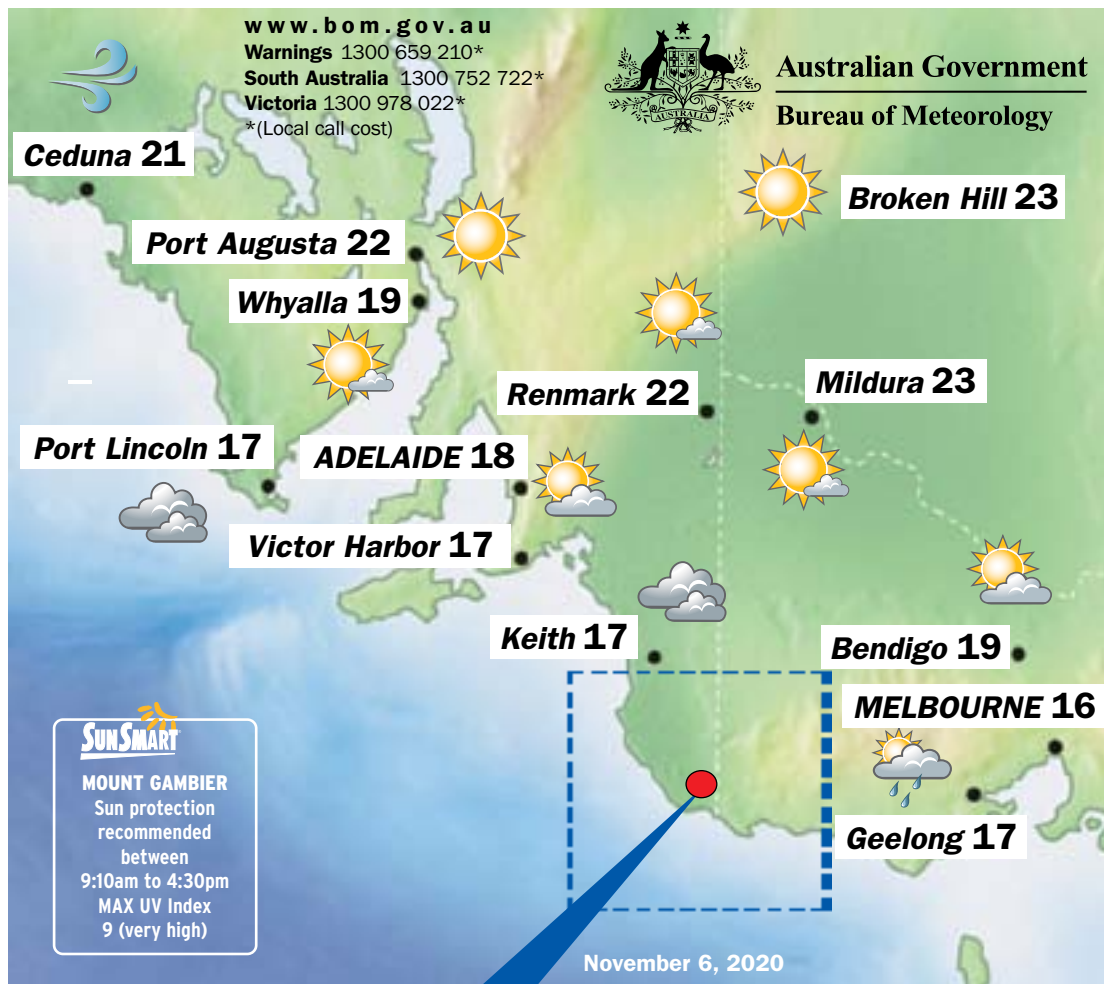 www.bom.gov.au
Warnings 1300 659 210*
South Australia 1300 752 722*
Victoria 1300 978 022*
*(Local call cost)
AUSTRALIA
Australian Government
Bureau of Meteorology
Ceduna 21
Broken Hill 23
Port Augusta 22
Whyalla 19
Renmark 22
Mildura 23
Port Lincoln 17
ADELAIDE 18
Victor Harbor 17
Keith 17
Bendigo 19
MELBOURNE 16
Geelong 17
SUNSMART
MOUNT GAMBIER
Sun protection
recommended
between
9:10am to 4:30pm
MAX UV Index
9 (very high)
November 6, 2020